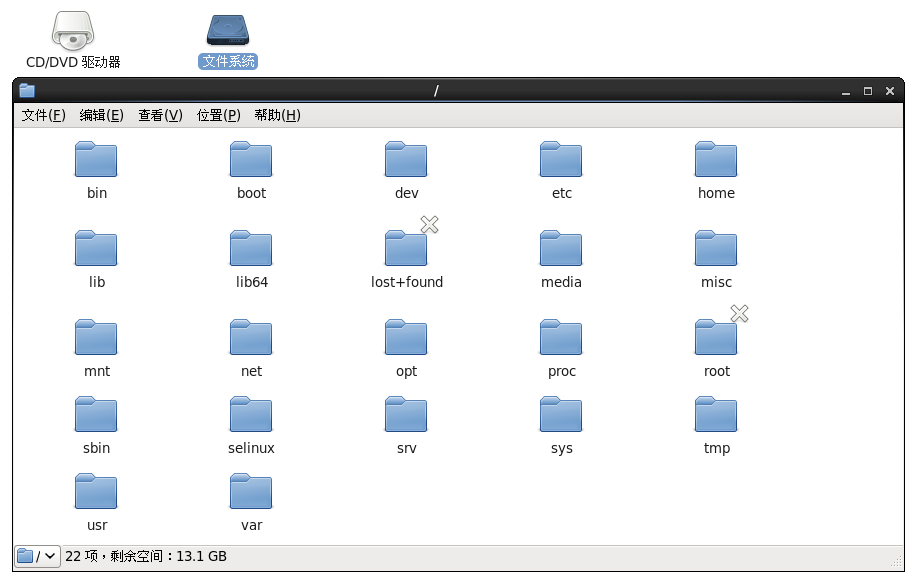 CD/DVD 驱动器 文件系统
/
文件(F) 编辑(E) 查看(V) 位置(P) 帮助(H)
bin boot dev etc home
lib lib64 lost+found media misc
mnt net opt proc root
sbin selinux srv sys tmp
usr var
/ 22 项，剩余空间：13.1 GB